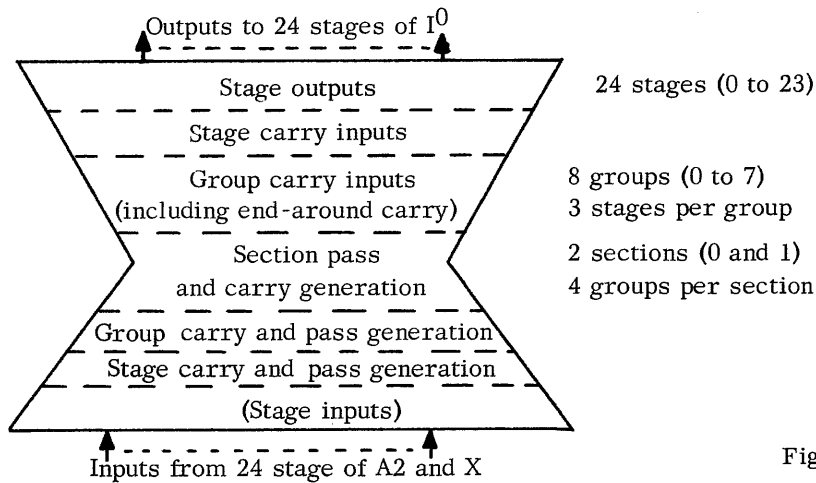 Outputs to 24 stages of I⁰
Stage outputs
24 stages (0 to 23)
Stage carry inputs
Group carry inputs
(including end-around carry)
8 groups (0 to 7)
3 stages per group
Section pass
and carry generation
2 sections (0 and 1)
4 groups per section
Group carry and pass generation
Stage carry and pass generation
(Stage inputs)
Inputs from 24 stage of A2 and X
Fig